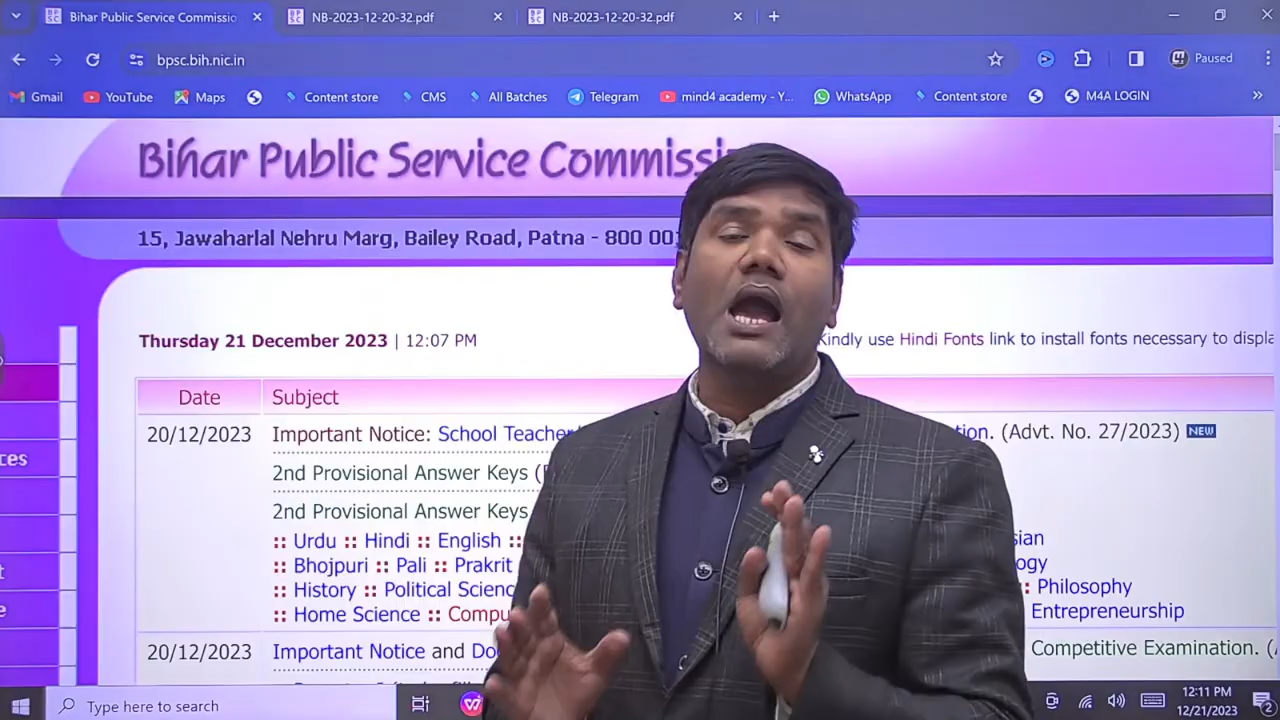 Bihar Public Service Commissio
NB-2023-12-20-32.pdf
NB-2023-12-20-32.pdf
bpsc.bih.nic.in
Paused
Gmail
YouTube
Maps
Content store
CMS
All Batches
Telegram
mind4 academy - Y...
WhatsApp
Content store
M4A LOGIN
Bihar Public Service Commissi
15, Jawaharlal Nehru Marg, Bailey Road, Patna - 800 00
Thursday 21 December 2023 | 12:07 PM
Kindly use Hindi Fonts link to install fonts necessary to displa
Date Subject
20/12/2023 Important Notice: School Teacher tion. (Advt. No. 27/2023) NEW
2nd Provisional Answer Keys (
2nd Provisional Answer Keys
:: Urdu :: Hindi :: English :: sian
:: Bhojpuri :: Pali :: Prakrit ogy
:: History :: Political Scienc :: Philosophy
:: Home Science :: Compu Entrepreneurship
20/12/2023 Important Notice and Do Competitive Examination. (
ces
t
e
Type here to search
12:11 PM
12/21/2023
2